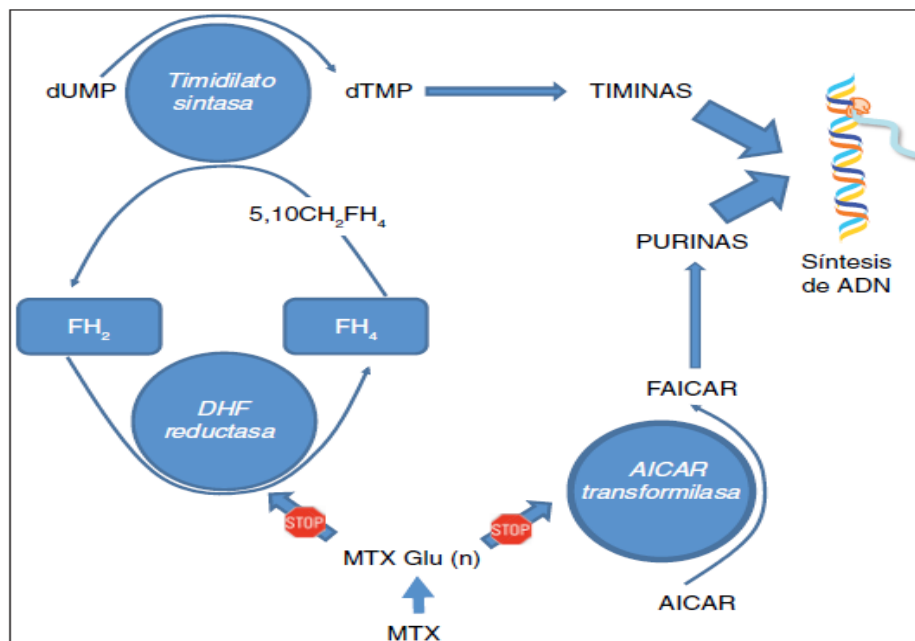 dUMP
Timidilato
sintasa
dTMP
TIMINAS
5,10CH₂FH₄
PURINAS
Síntesis
de ADN
FH₂
FH₄
DHF
reductasa
FAICAR
AICAR
transformilasa
STOP
STOP
MTX Glu (n)
AICAR
MTX